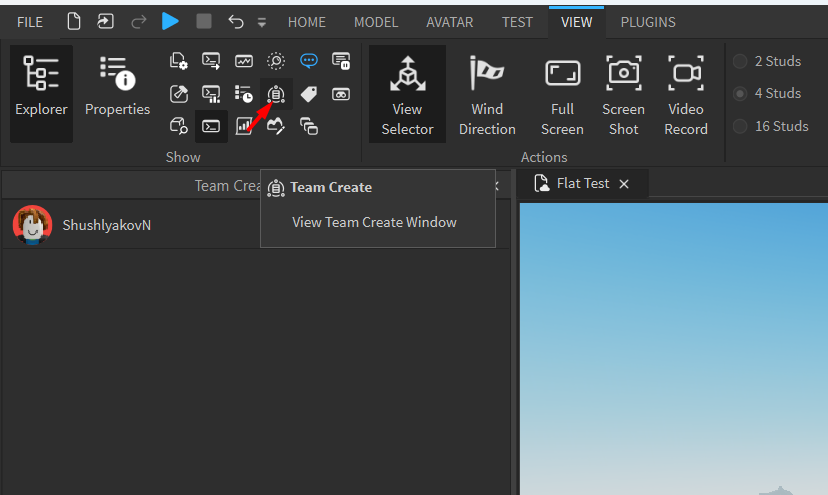 FILE HOME MODEL AVATAR TEST VIEW PLUGINS
Explorer
Properties
View
Selector
Wind
Direction
Full
Screen
Screen
Shot
Video
Record
2 Studs
4 Studs
16 Studs
Show
Actions
Team Crea
Team Create
View Team Create Window
Flat Test
ShushlyakovN